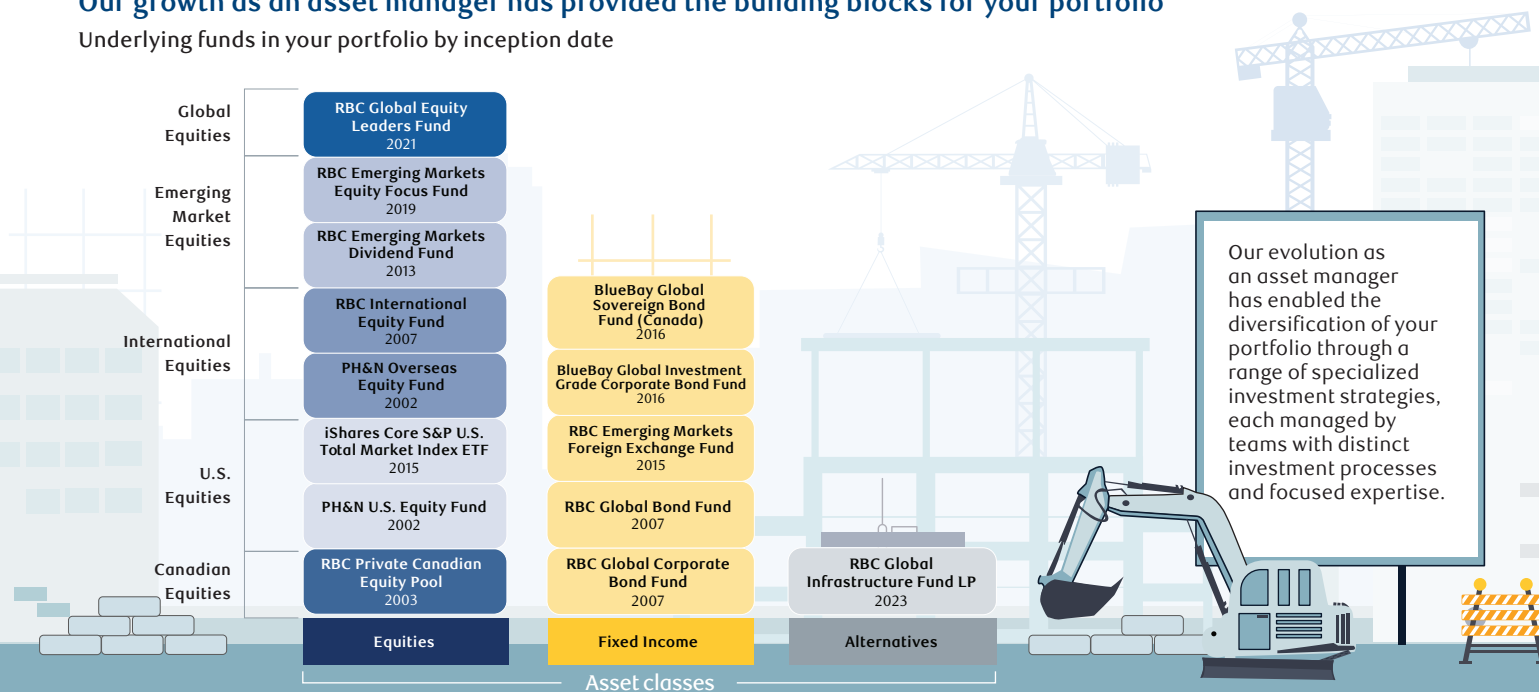 Our growth as an asset manager has provided the building blocks for your portfolio
Underlying funds in your portfolio by inception date
Global
Equities
RBC Global Equity
Leaders Fund
2021
Emerging
Market
Equities
RBC Emerging Markets
Equity Focus Fund
2019
RBC Emerging Markets
Dividend Fund
2013
International
Equities
RBC International
Equity Fund
2007
PH&N Overseas
Equity Fund
2002
U.S.
Equities
iShares Core S&P U.S.
Total Market Index ETF
2015
PH&N U.S. Equity Fund
2002
Canadian
Equities
RBC Private Canadian
Equity Pool
2003
Equities
BlueBay Global
Sovereign Bond
Fund (Canada)
2016
BlueBay Global Investment
Grade Corporate Bond Fund
2016
RBC Emerging Markets
Foreign Exchange Fund
2015
RBC Global Bond Fund
2007
RBC Global Corporate
Bond Fund
2007
Fixed Income
RBC Global
Infrastructure Fund LP
2023
Alternatives
Asset classes
Our evolution as
an asset manager
has enabled the
diversification of your
portfolio through a
range of specialized
investment strategies,
each managed by
teams with distinct
investment processes
and focused expertise.